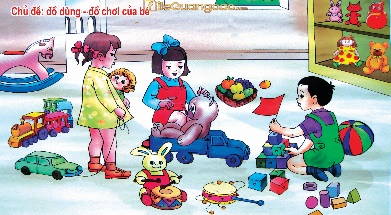 Chủ đề: đồ dùng - đồ chơi của bé